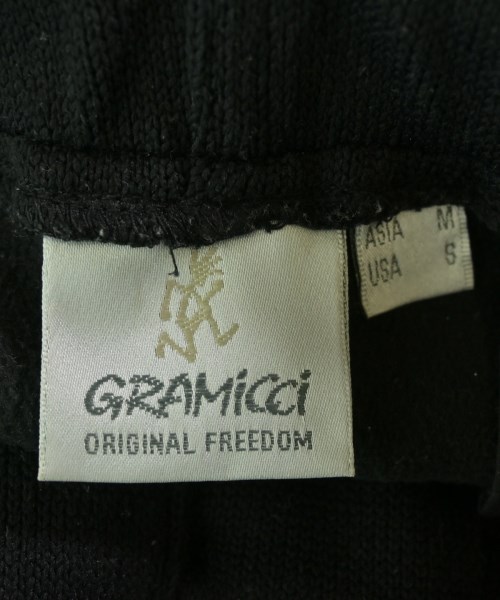 GRAMiCCi
ORIGINAL FREEDOM
ASIA M
USA S